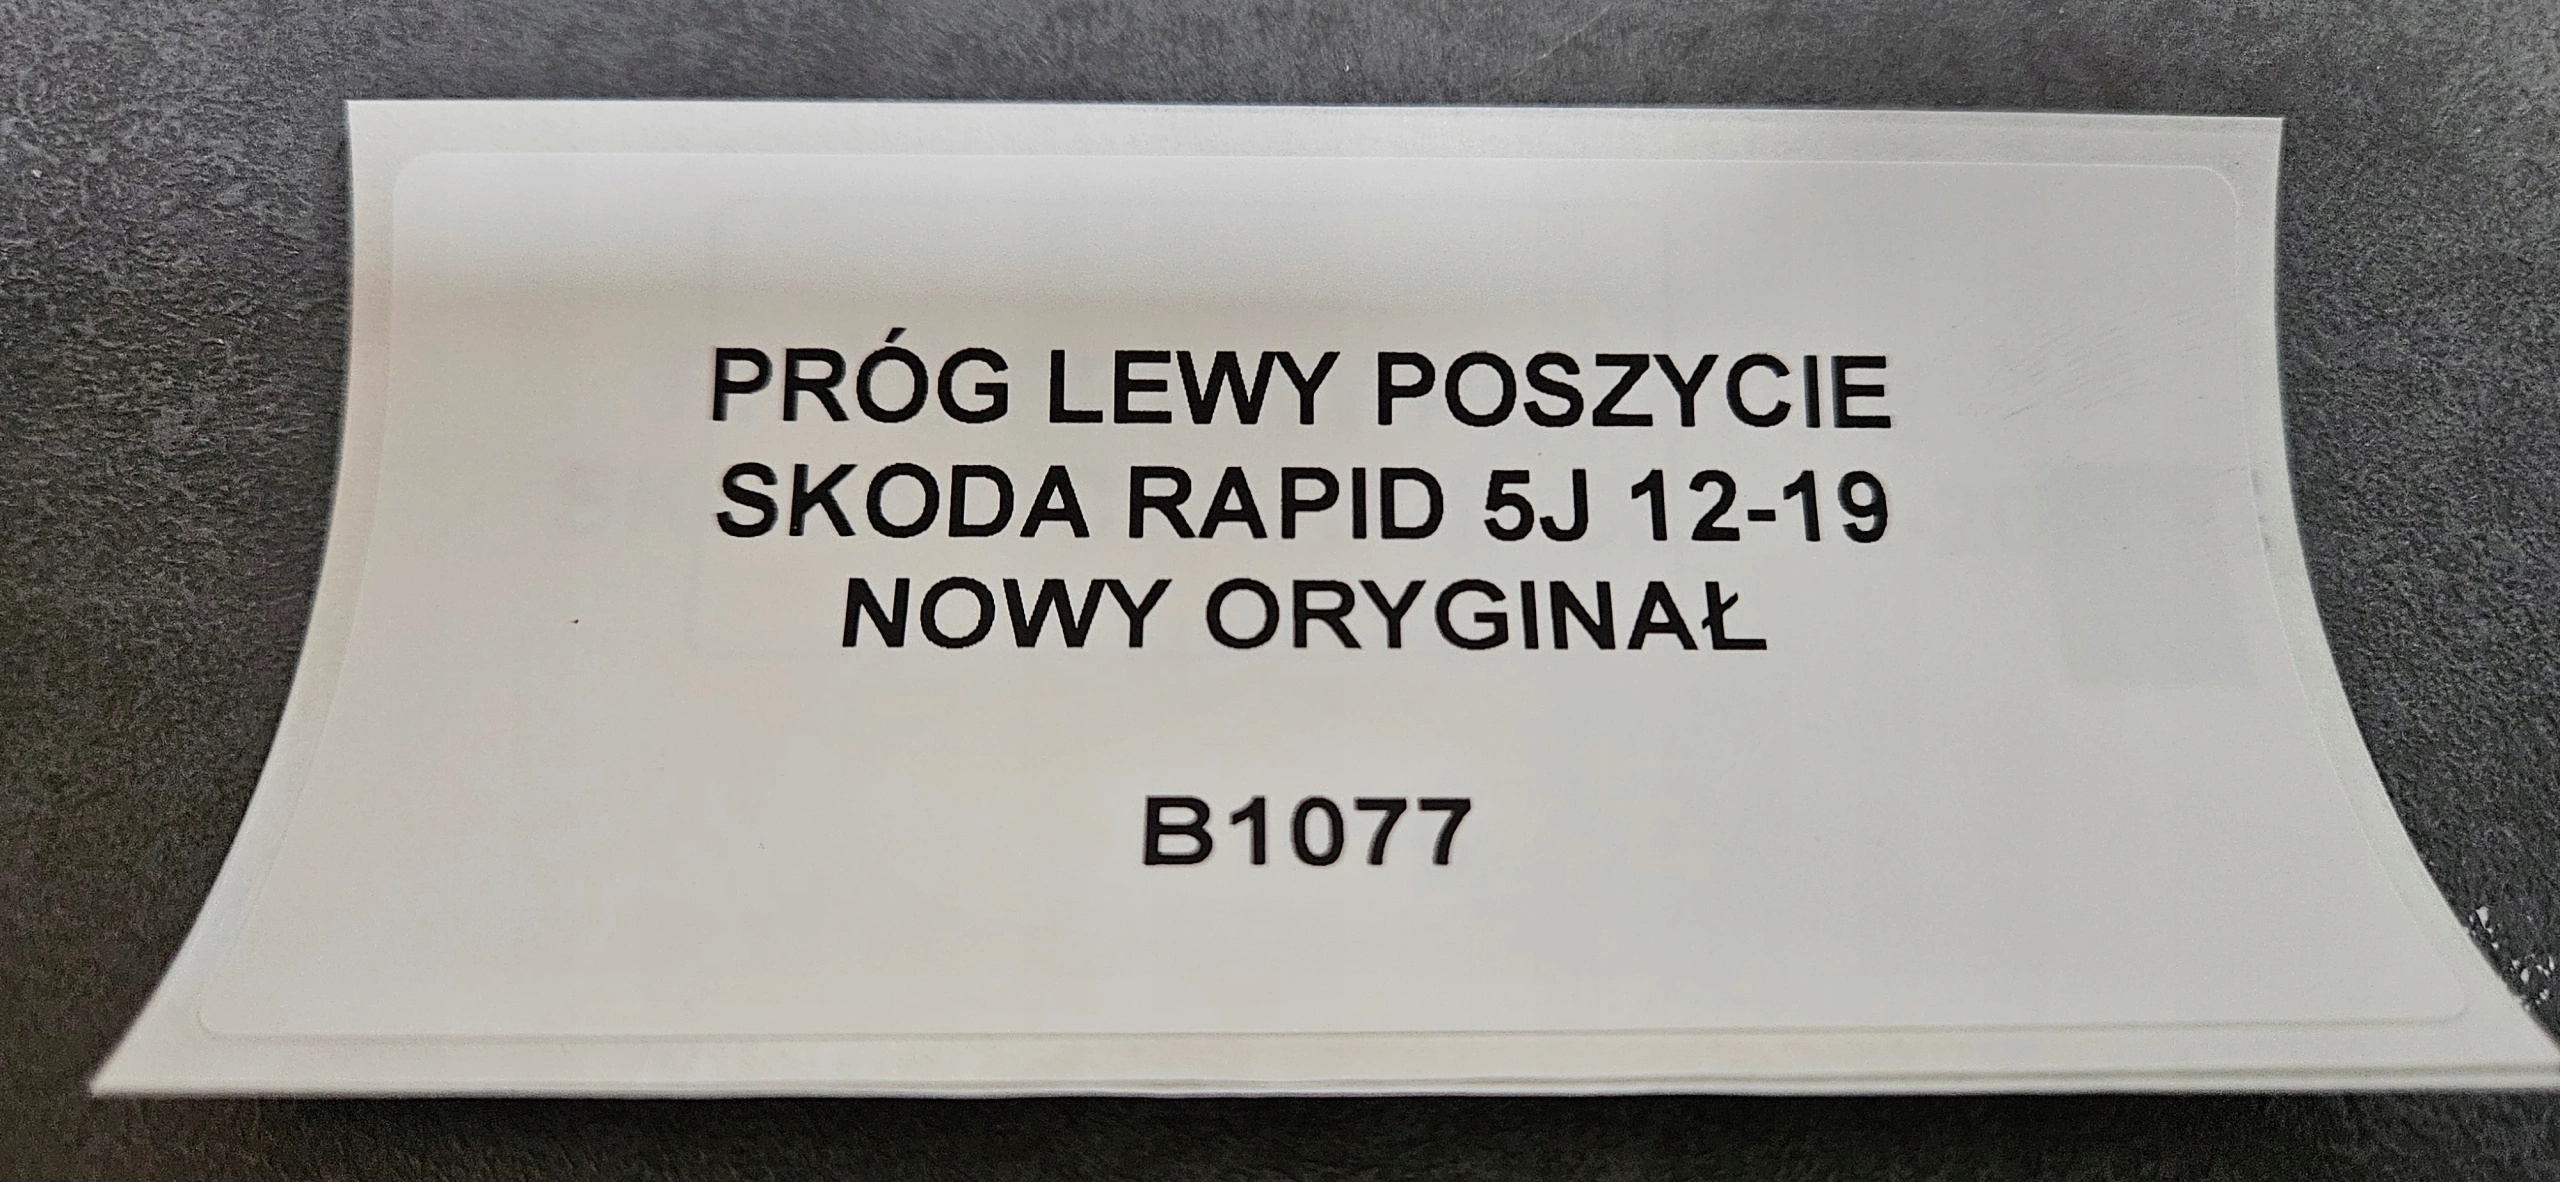 PRÓG LEWY POSZYCIE
SKODA RAPID 5J 12-19
NOWY ORYGINAŁ
B1077